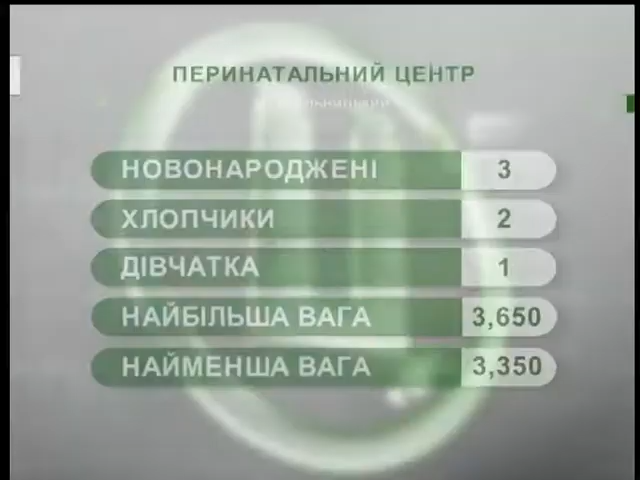 ПЕРИНАТАЛЬНИЙ ЦЕНТР
НОВОНАРОДЖЕНІ 3
ХЛОПЧИКИ 2
ДІВЧАТКА 1
НАЙБІЛЬША ВАГА 3,650
НАЙМЕНША ВАГА 3,350